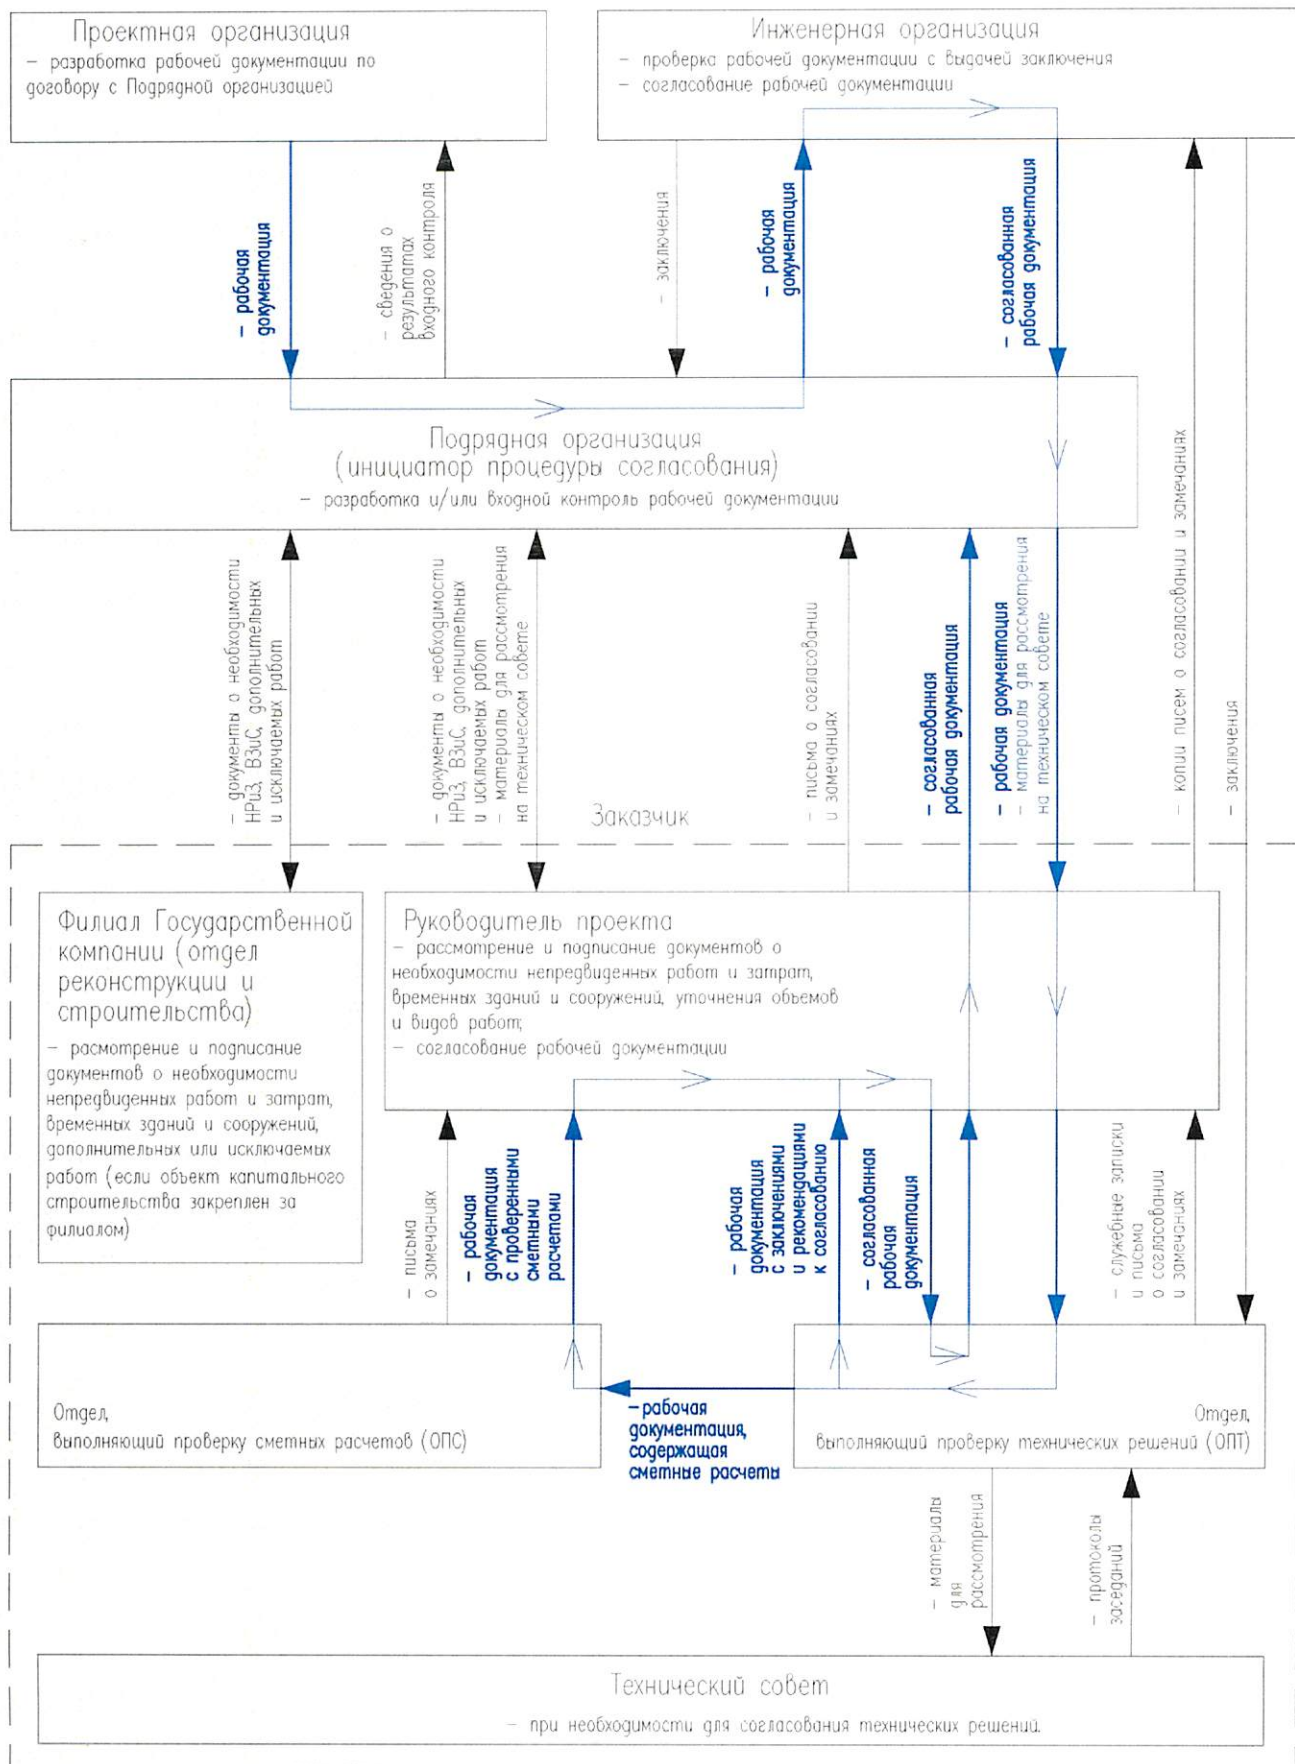 Проектная организация
– разработка рабочей документации по
договору с Подрядной организацией
Инженерная организация
– проверка рабочей документации с выдачей заключения
– согласование рабочей документации
– рабочая
документация
– сведения о
результатах
входного контроля
– заключения
– рабочая
документация
– согласованная
рабочая документация
Подрядная организация
(инициатор процедуры согласования)
– разработка и/или входной контроль рабочей документации
– документы о необходимости
НРиЗ, ВЗиС, дополнительных
и исключаемых работ
– документы о необходимости
НРиЗ, ВЗиС, дополнительных
и исключаемых работ
– материалы для рассмотрения
на техническом совете
– письма о согласовании
и замечаниях
– согласованная
рабочая документация
– рабочая документация
– материалы для рассмотрения
на техническом совете
– копии писем о согласовании и замечаниях
– заключения
Заказчик
Филиал Государственной
компании (отдел
реконструкции и
строительства)
– расмотрение и подписание
документов о необходимости
непредвиденных работ и затрат,
временных зданий и сооружений,
дополнительных или исключаемых
работ (если объект капитального
строительства закреплен за
филиалом)
Руководитель проекта
– рассмотрение и подписание документов о
необходимости непредвиденных работ и затрат,
временных зданий и сооружений, уточнения объемов
и видов работ;
– согласование рабочей документации
– письма
о замечаниях
– рабочая
документация
с проверенными
сметными
расчетами
– рабочая
документация
с заключениями
и рекомендациями
к согласованию
– согласованная
рабочая
документация
– служебные записки
и письма
о согласовании
и замечаниях
Отдел,
выполняющий проверку сметных расчетов (ОПС)
– рабочая
документация,
содержащая
сметные расчеты
Отдел,
выполняющий проверку технических решений (ОПТ)
– материалы
для
рассмотрения
– протоколы
заседаний
Технический совет
– при необходимости для согласования технических решений.